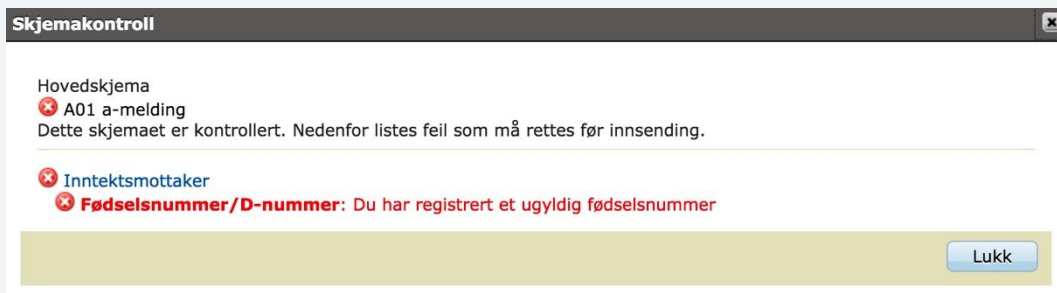 Skjemakontroll
Hovedskjema
A01 a-melding
Dette skjemaet er kontrollert. Nedenfor listes feil som må rettes før innsending.
Inntektsmottaker
Fødselsnummer/D-nummer: Du har registrert et ugyldig fødselsnummer
Lukk